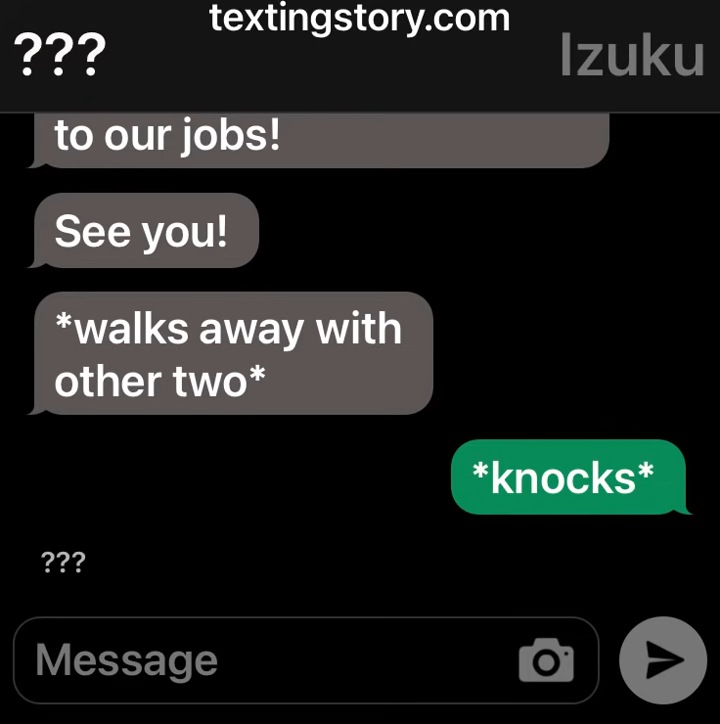 textingstory.com
??? Izuku
to our jobs!
See you!
*walks away with
other two*
*knocks*
???
Message